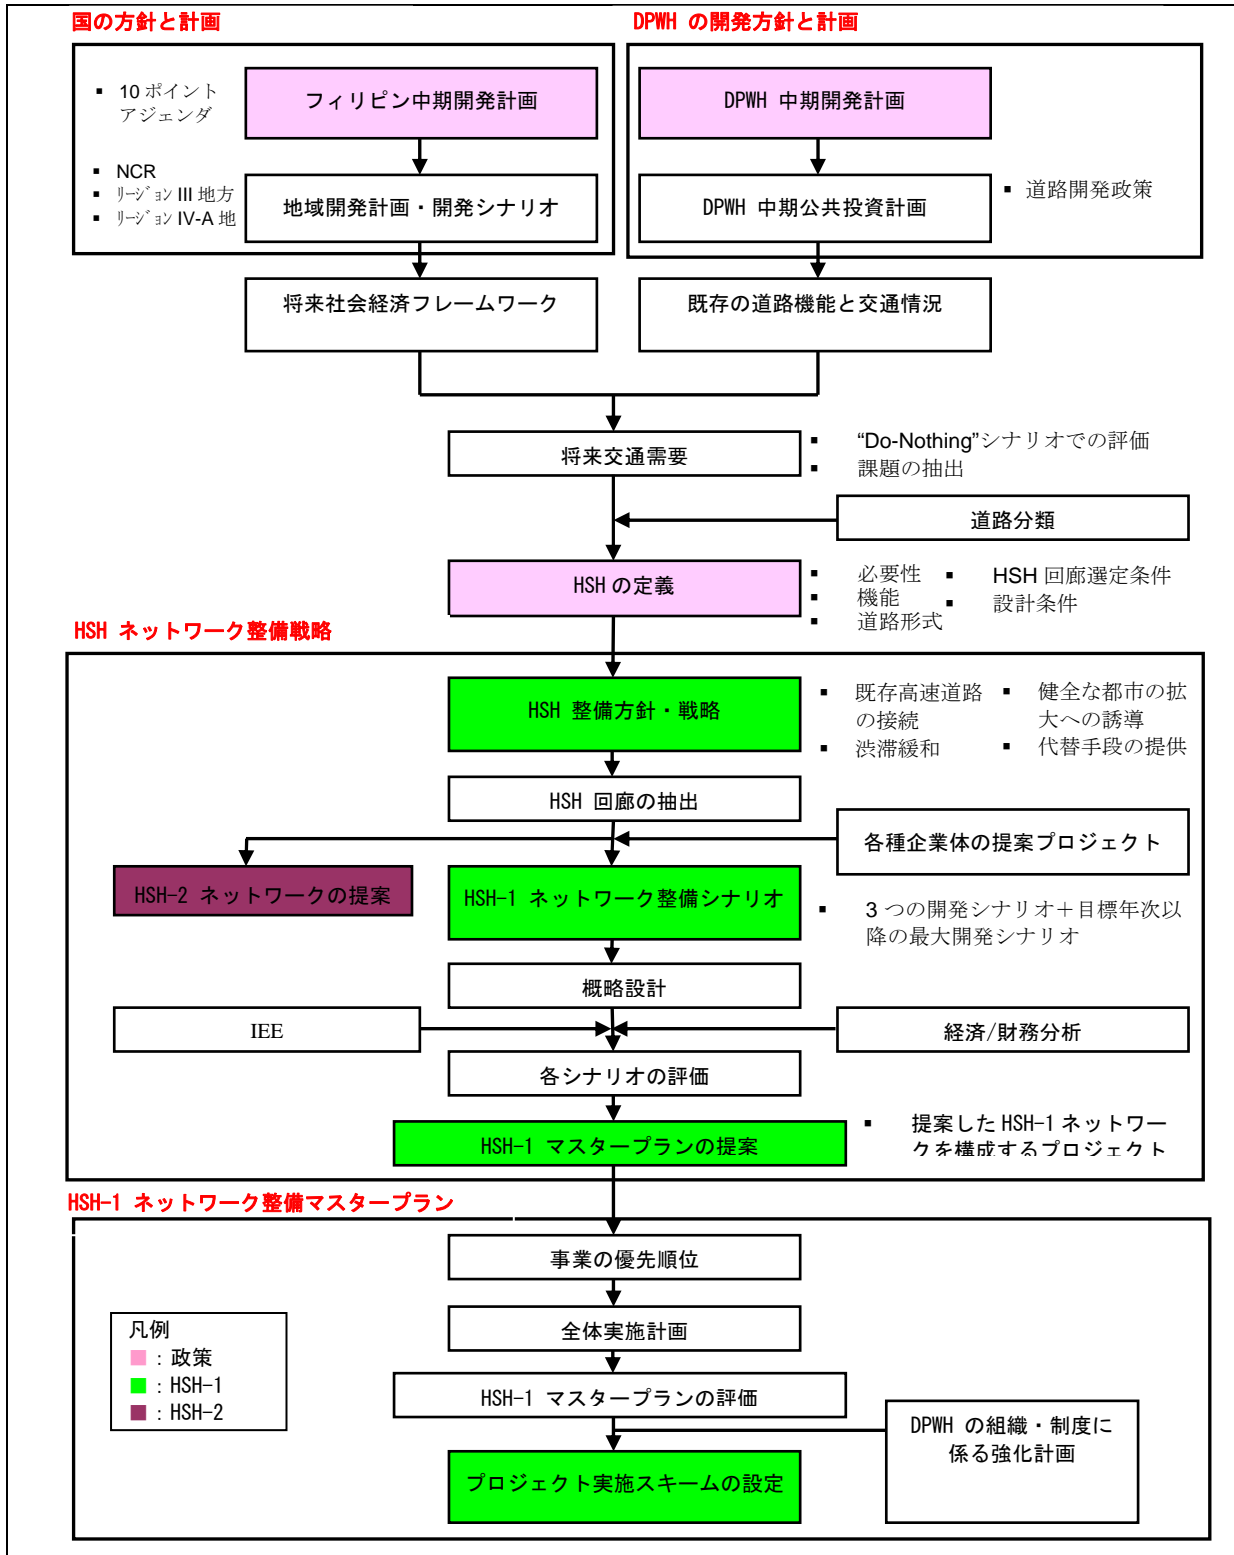 国の方針と計画
DPWH の開発方針と計画
▪ 10 ポイント
アジェンダ
フィリピン中期開発計画
DPWH 中期開発計画
▪ NCR
▪ ﾘｰｼﾞｮﾝ III 地方
▪ ﾘｰｼﾞｮﾝ IV-A 地
地域開発計画・開発シナリオ
DPWH 中期公共投資計画
▪ 道路開発政策
将来社会経済フレームワーク
既存の道路機能と交通情況
将来交通需要
▪ “Do-Nothing”シナリオでの評価
▪ 課題の抽出
道路分類
HSH の定義
▪ 必要性
▪ 機能
▪ 道路形式
▪ HSH 回廊選定条件
▪ 設計条件
HSH ネットワーク整備戦略
HSH 整備方針・戦略
▪ 既存高速道路
の接続
▪ 渋滞緩和
▪ 健全な都市の拡
大への誘導
▪ 代替手段の提供
HSH 回廊の抽出
各種企業体の提案プロジェクト
HSH-2 ネットワークの提案
HSH-1 ネットワーク整備シナリオ
▪ 3 つの開発シナリオ＋目標年次以
降の最大開発シナリオ
概略設計
IEE
経済/財務分析
各シナリオの評価
HSH-1 マスタープランの提案
▪ 提案した HSH-1 ネットワー
クを構成するプロジェクト
HSH-1 ネットワーク整備マスタープラン
事業の優先順位
全体実施計画
凡例
■ : 政策
■ : HSH-1
■ : HSH-2
HSH-1 マスタープランの評価
DPWH の組織・制度に
係る強化計画
プロジェクト実施スキームの設定